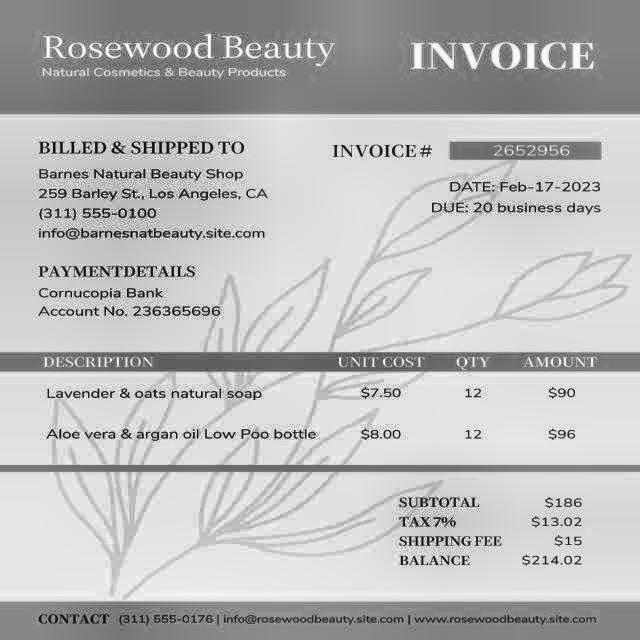 Rosewood Beauty
Natural Cosmetics & Beauty Products
INVOICE
BILLED & SHIPPED TO
Barnes Natural Beauty Shop
259 Barley St., Los Angeles, CA
(311) 555-0100
info@barnesnatbeauty.site.com
INVOICE # 2652956
DATE: Feb-17-2023
DUE: 20 business days
PAYMENTDETAILS
Cornucopia Bank
Account No. 236365696
DESCRIPTION UNIT COST QTY AMOUNT
Lavender & oats natural soap $7.50 12 $90
Aloe vera & argan oil Low Poo bottle $8.00 12 $96
SUBTOTAL $186
TAX 7% $13.02
SHIPPING FEE $15
BALANCE $214.02
CONTACT (311) 555-0176 | info@rosewoodbeauty.site.com | www.rosewoodbeauty.site.com